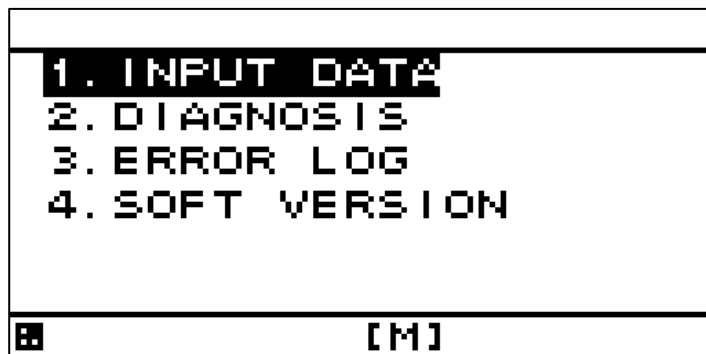 1. INPUT DATA
2. DIAGNOSIS
3. ERROR LOG
4. SOFT VERSION
[M]